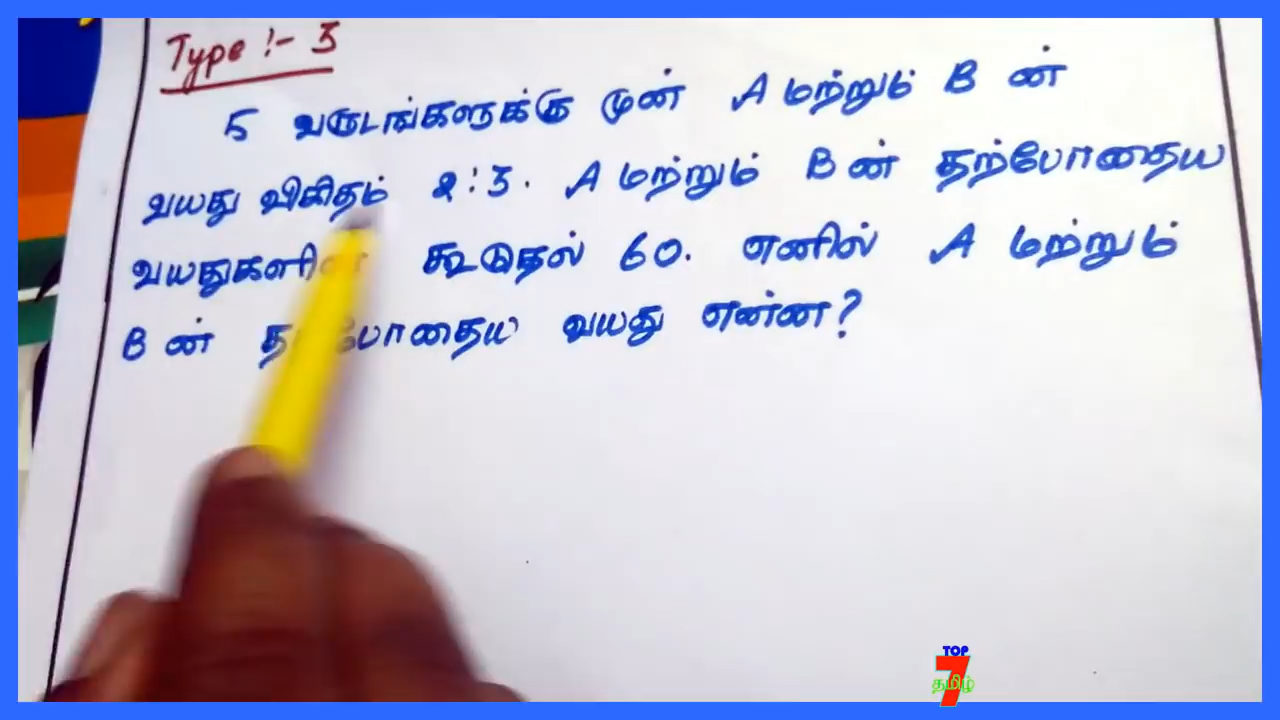 Type :- 3
5 வருடங்களுக்கு முன் A மற்றும் B ன்
வயது விகிதம் 2:3. A மற்றும் B ன் தற்போதைய
வயதுகளின் கூடுதல் 60. எனில் A மற்றும்
B ன் தற்போதைய வயது என்ன?
TOP
7
தமிழ்